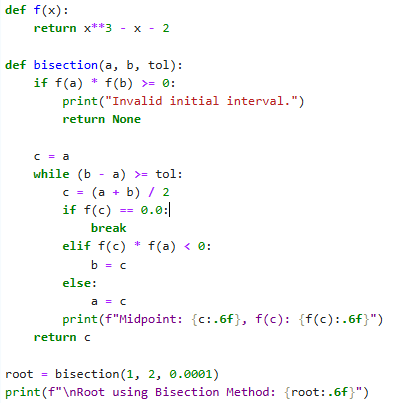 def f(x):
    return x**3 - x - 2

def bisection(a, b, tol):
    if f(a) * f(b) >= 0:
        print("Invalid initial interval.")
        return None

    c = a
    while (b - a) >= tol:
        c = (a + b) / 2
        if f(c) == 0.0:
            break
        elif f(c) * f(a) < 0:
            b = c
        else:
            a = c
        print(f"Midpoint: {c:.6f}, f(c): {f(c):.6f}")
    return c

root = bisection(1, 2, 0.0001)
print(f"\nRoot using Bisection Method: {root:.6f}")